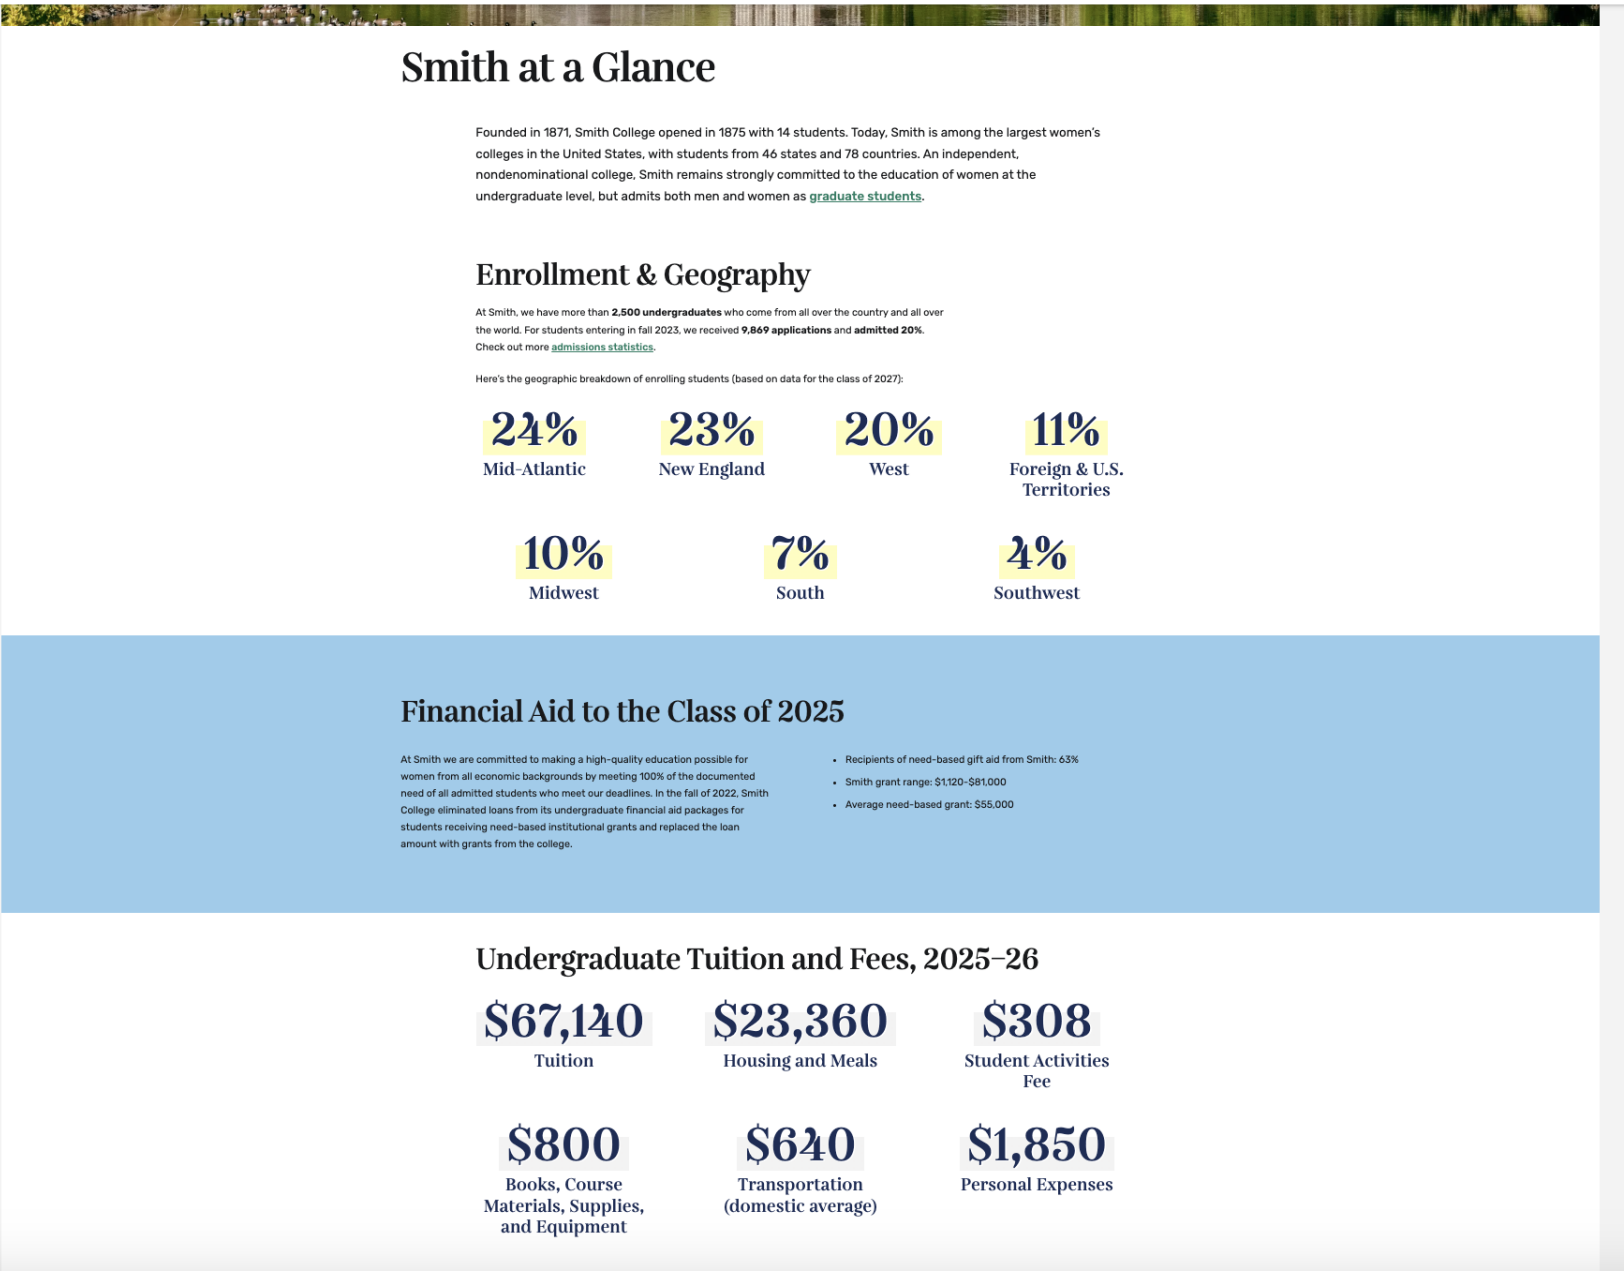 Smith at a Glance
Founded in 1871, Smith College opened in 1875 with 14 students. Today, Smith is among the largest women's
colleges in the United States, with students from 46 states and 78 countries. An independent,
nondenominational college, Smith remains strongly committed to the education of women at the
undergraduate level, but admits both men and women as graduate students.
Enrollment & Geography
At Smith, we have more than 2,500 undergraduates who come from all over the country and all over
the world. For students entering in fall 2023, we received 9,869 applications and admitted 20%.
Check out more admissions statistics.
Here's the geographic breakdown of enrolling students (based on data for the class of 2027):
24%
Mid-Atlantic
23%
New England
20%
West
11%
Foreign & U.S.
Territories
10%
Midwest
7%
South
4%
Southwest
Financial Aid to the Class of 2025
At Smith we are committed to making a high-quality education possible for
women from all economic backgrounds by meeting 100% of the documented
need of all admitted students who meet our deadlines. In the fall of 2022, Smith
College eliminated loans from its undergraduate financial aid packages for
students receiving need-based institutional grants and replaced the loan
amount with grants from the college.
• Recipients of need-based gift aid from Smith: 63%
• Smith grant range: $1,120-$81,000
• Average need-based grant: $55,000
Undergraduate Tuition and Fees, 2025–26
$67,140
Tuition
$23,360
Housing and Meals
$308
Student Activities
Fee
$800
Books, Course
Materials, Supplies,
and Equipment
$640
Transportation
(domestic average)
$1,850
Personal Expenses